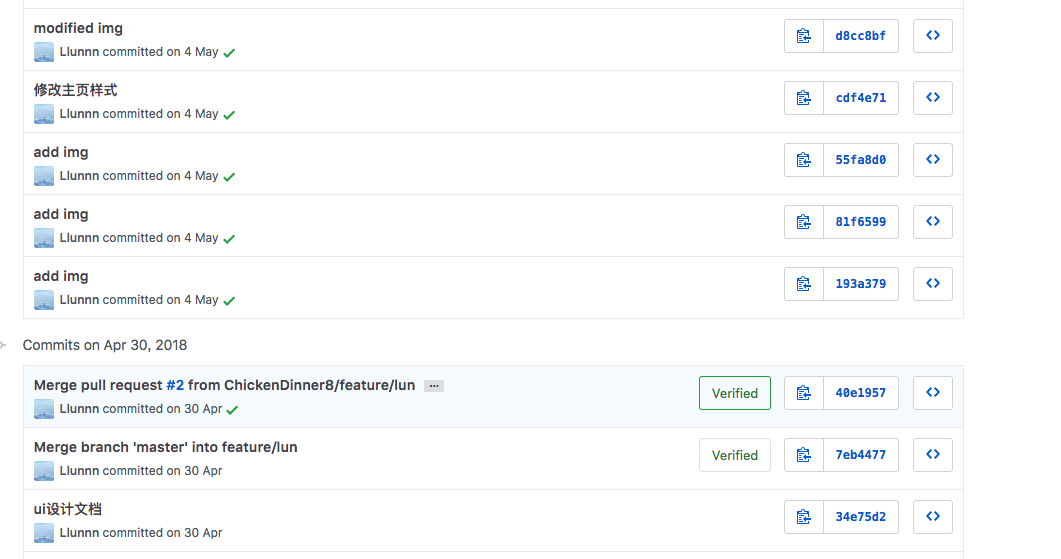 modified img
d8cc8bf
Llunnn committed on 4 May
修改主页样式
cdf4e71
Llunnn committed on 4 May
add img
55fa8d0
Llunnn committed on 4 May
add img
81f6599
Llunnn committed on 4 May
add img
193a379
Llunnn committed on 4 May
Commits on Apr 30, 2018
Merge pull request #2 from ChickenDinner8/feature/lun …
Verified
40e1957
Llunnn committed on 30 Apr
Merge branch 'master' into feature/lun
Verified
7eb4477
Llunnn committed on 30 Apr
ui设计文档
34e75d2
Llunnn committed on 30 Apr